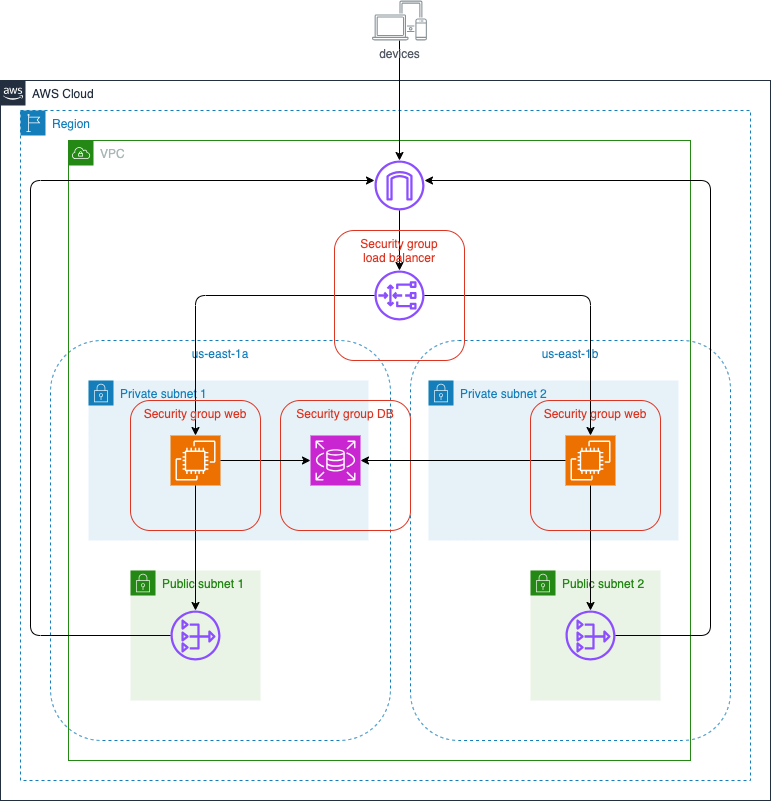 devices
aws
AWS Cloud
Region
VPC
Security group
load balancer
us-east-1a
us-east-1b
Private subnet 1
Private subnet 2
Security group web
Security group DB
Security group web
Public subnet 1
Public subnet 2